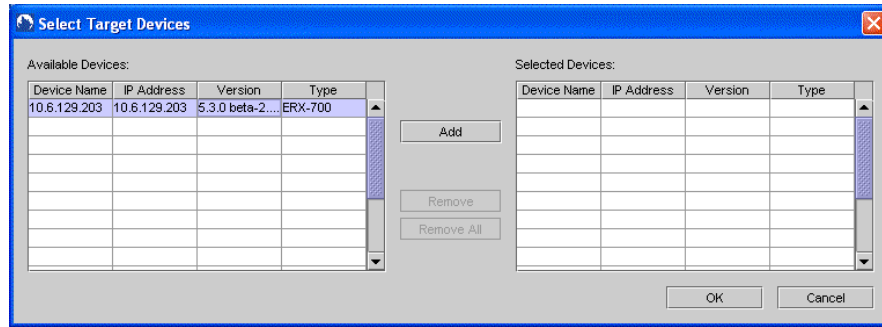 Select Target Devices
Available Devices:
Device Name IP Address Version Type
10.6.129.203 10.6.129.203 5.3.0 beta-2.... ERX-700
Add
Remove
Remove All
Selected Devices:
Device Name IP Address Version Type
OK Cancel